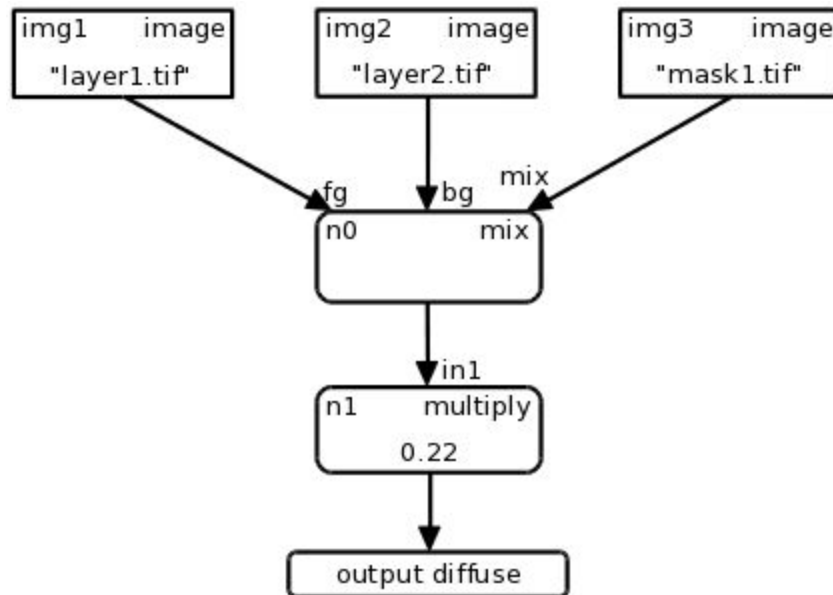 img1 image
"layer1.tif"
img2 image
"layer2.tif"
img3 image
"mask1.tif"
fg
bg
mix
n0 mix
in1
n1 multiply
0.22
output diffuse